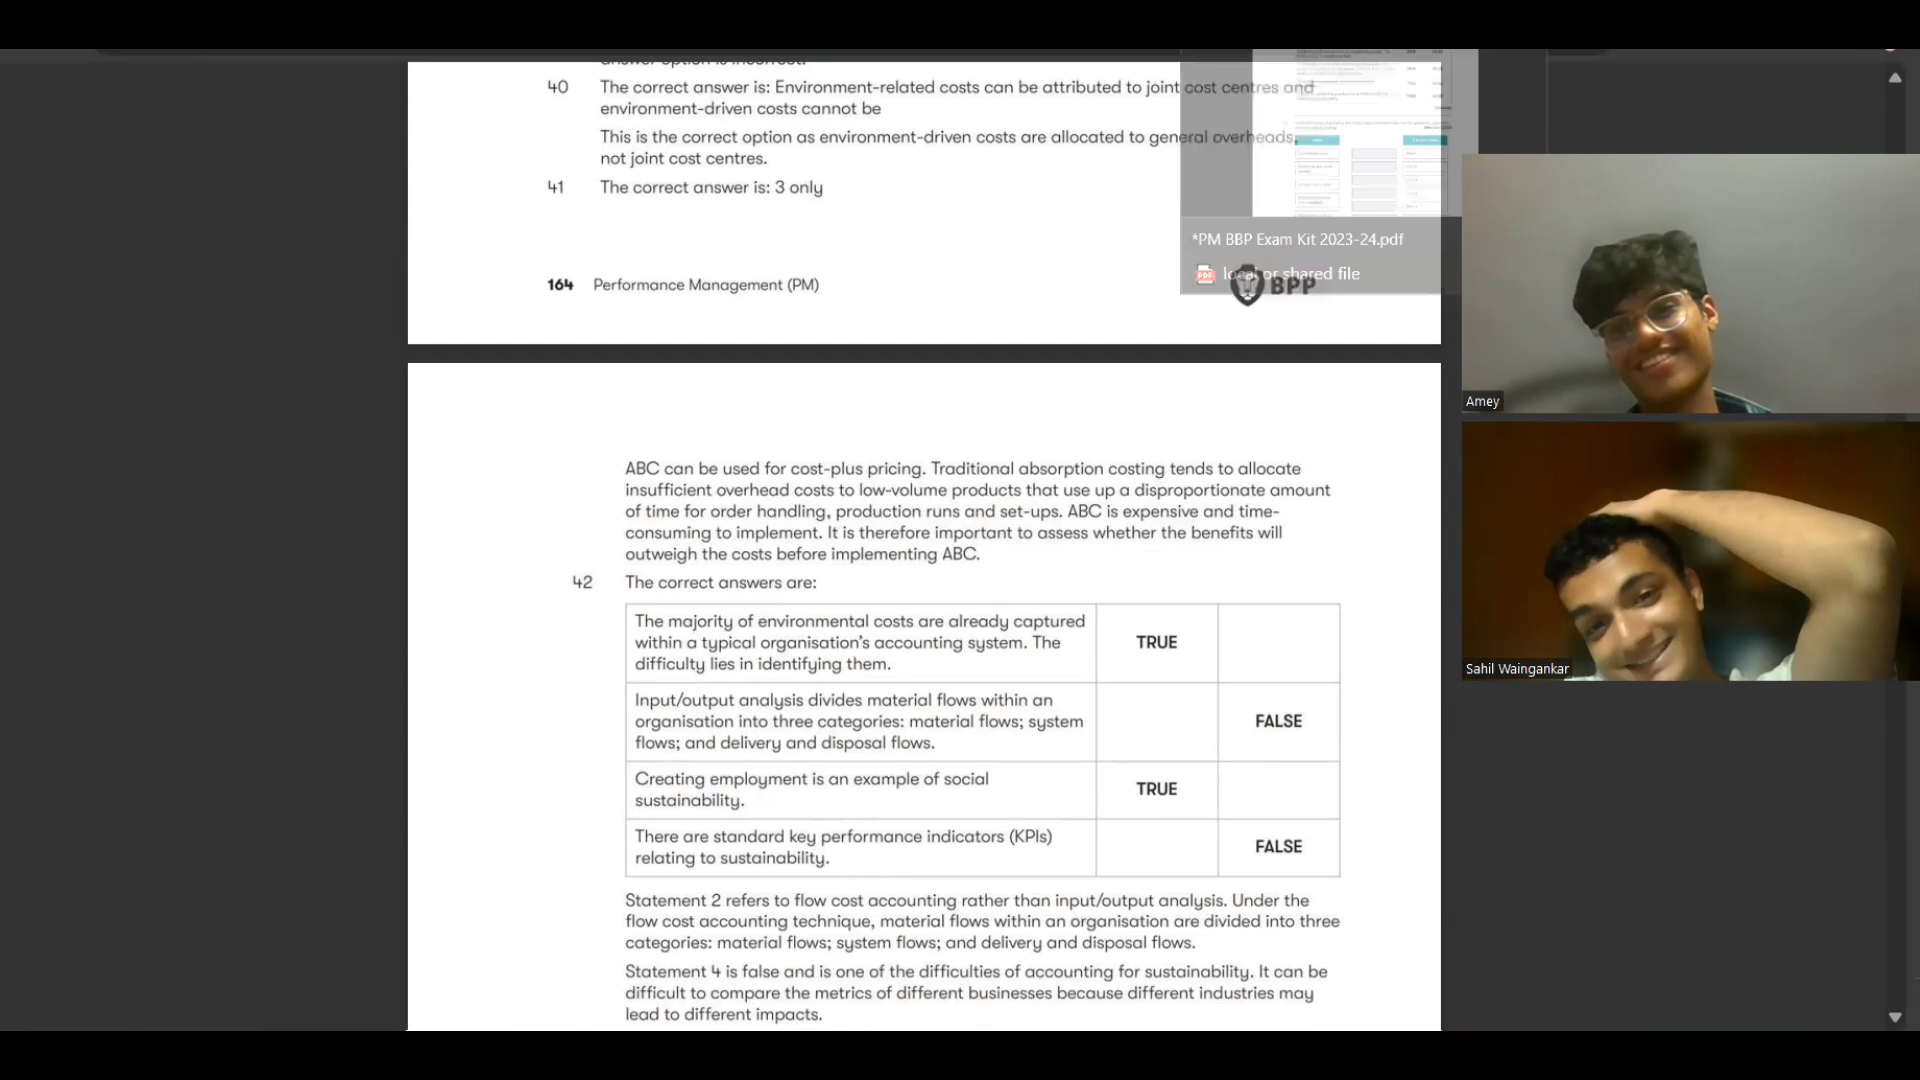 answer option is incorrect.
40 The correct answer is: Environment-related costs can be attributed to joint cost centres and
environment-driven costs cannot be
This is the correct option as environment-driven costs are allocated to general overheads,
not joint cost centres.
41 The correct answer is: 3 only
*PM BBP Exam Kit 2023-24.pdf
local or shared file
164 Performance Management (PM)
BPP
ABC can be used for cost-plus pricing. Traditional absorption costing tends to allocate
insufficient overhead costs to low-volume products that use up a disproportionate amount
of time for order handling, production runs and set-ups. ABC is expensive and time-
consuming to implement. It is therefore important to assess whether the benefits will
outweigh the costs before implementing ABC.
42 The correct answers are:
The majority of environmental costs are already captured
within a typical organisation's accounting system. The
difficulty lies in identifying them.
TRUE
Input/output analysis divides material flows within an
organisation into three categories: material flows; system
flows; and delivery and disposal flows.
FALSE
Creating employment is an example of social
sustainability.
TRUE
There are standard key performance indicators (KPIs)
relating to sustainability.
FALSE
Statement 2 refers to flow cost accounting rather than input/output analysis. Under the
flow cost accounting technique, material flows within an organisation are divided into three
categories: material flows; system flows; and delivery and disposal flows.
Statement 4 is false and is one of the difficulties of accounting for sustainability. It can be
difficult to compare the metrics of different businesses because different industries may
lead to different impacts.
Amey
Sahil Waingankar